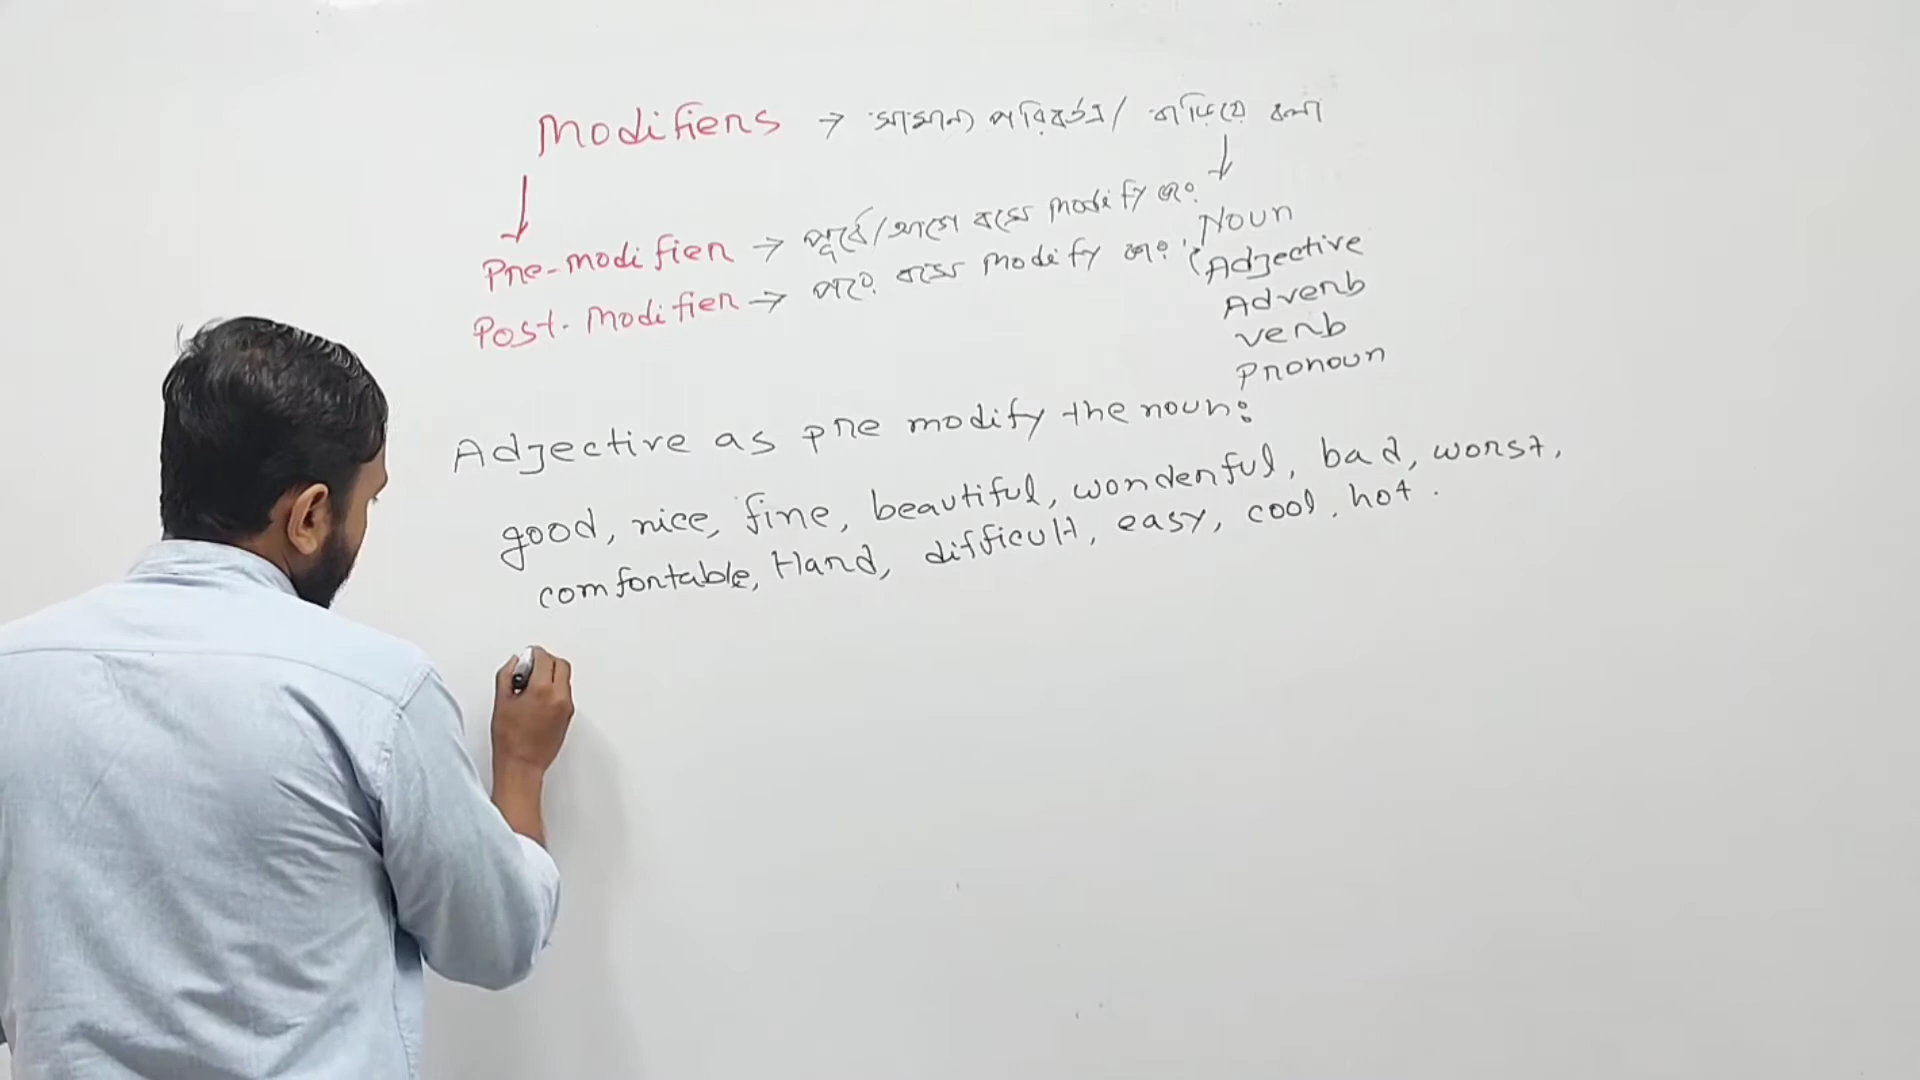 Modifiers → সামান্য পরিবর্তন / বাড়িয়ে বলা
↓
Pre-modifier → পূর্বে/আগে বসে modify করে
Post-modifier → পরে বসে modify করে
Noun
Adjective
Adverb
verb
Pronoun
Adjective as pre modify the noun:
good, nice, fine, beautiful, wonderful, bad, worst,
comfortable, Hard, difficult, easy, cool, hot.